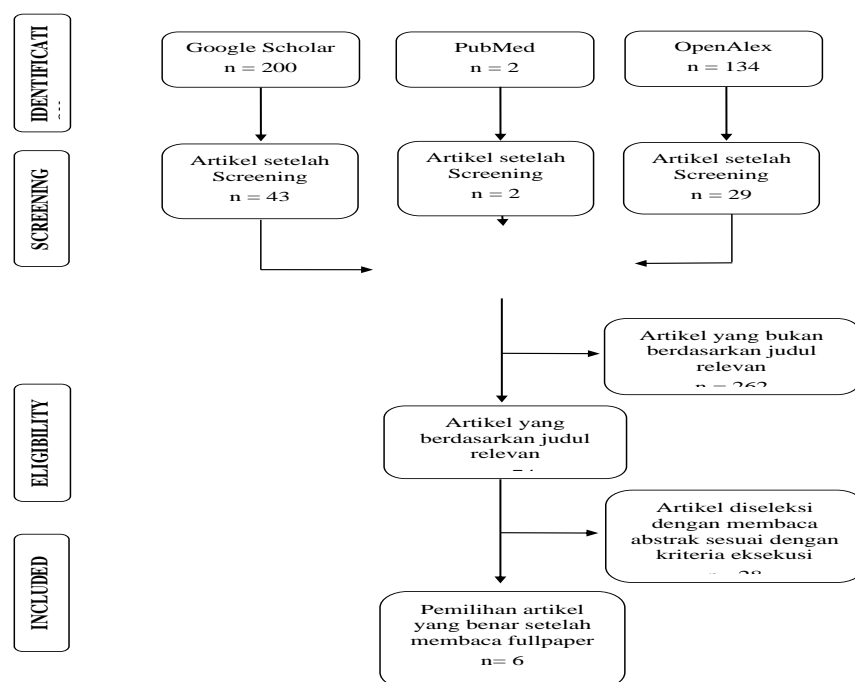 IDENTIFICATI
Google Scholar
n = 200
PubMed
n = 2
OpenAlex
n = 134
SCREENING
Artikel setelah
Screening
n = 43
Artikel setelah
Screening
n = 2
Artikel setelah
Screening
n = 29
Artikel yang bukan
berdasarkan judul
relevan
n = 262
ELIGIBILITY
Artikel yang
berdasarkan judul
relevan
Artikel diseleksi
dengan membaca
abstrak sesuai dengan
kriteria eksekusi
INCLUDED
Pemilihan artikel
yang benar setelah
membaca fullpaper
n= 6